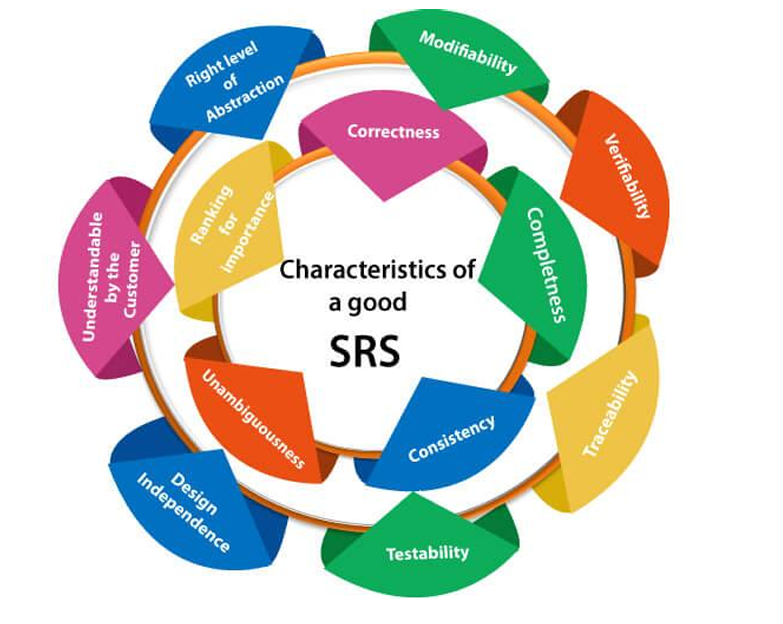 Characteristics of
a good
SRS
Correctness
Completness
Consistency
Unambiguousness
Ranking
for
importance
Modifiability
Verifiability
Traceability
Testability
Design
Independence
Understandable
by the
Customer
Right level
of
Abstraction